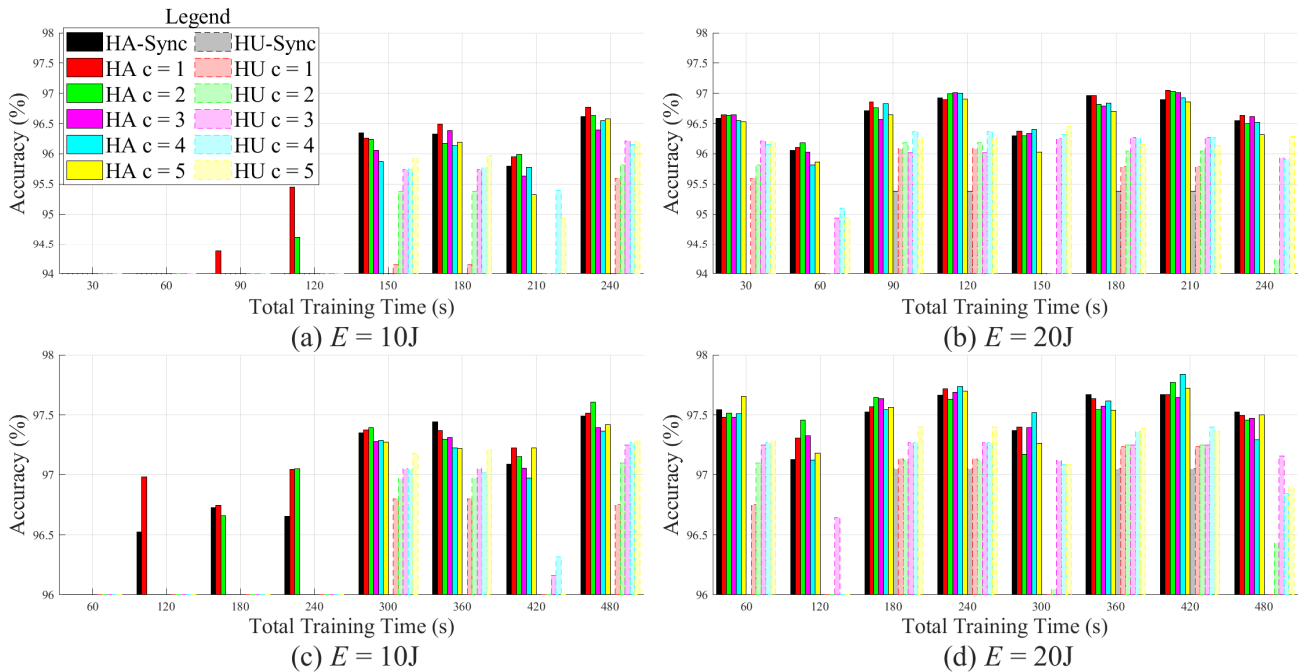 Legend
HA-Sync HU-Sync
HA c = 1 HU c = 1
HA c = 2 HU c = 2
HA c = 3 HU c = 3
HA c = 4 HU c = 4
HA c = 5 HU c = 5
Accuracy (%)
98
97.5
97
96.5
96
95.5
95
94.5
94
30 60 90 120 150 180 210 240
Total Training Time (s)
(a) E = 10J
Accuracy (%)
98
97.5
97
96.5
96
95.5
95
94.5
94
30 60 90 120 150 180 210 240
Total Training Time (s)
(b) E = 20J
Accuracy (%)
98
97.5
97
96.5
96
60 120 180 240 300 360 420 480
Total Training Time (s)
(c) E = 10J
Accuracy (%)
98
97.5
97
96.5
96
60 120 180 240 300 360 420 480
Total Training Time (s)
(d) E = 20J